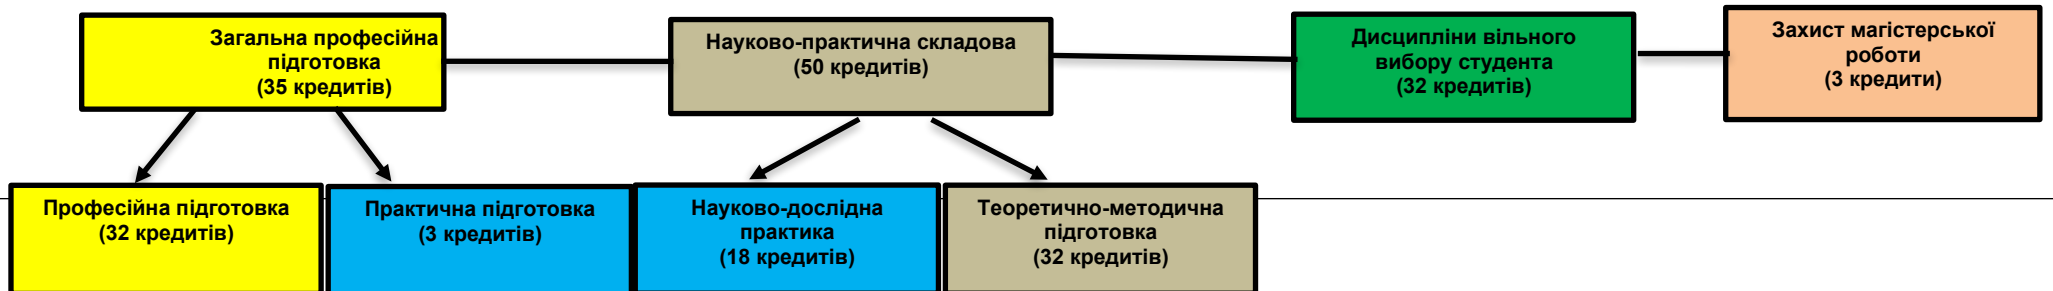 Загальна професійна
підготовка
(35 кредитів)
Науково-практична складова
(50 кредитів)
Дисципліни вільного
вибору студента
(32 кредитів)
Захист магістерської
роботи
(3 кредити)
Професійна підготовка
(32 кредитів)
Практична підготовка
(3 кредитів)
Науково-дослідна
практика
(18 кредитів)
Теоретично-методична
підготовка
(32 кредитів)